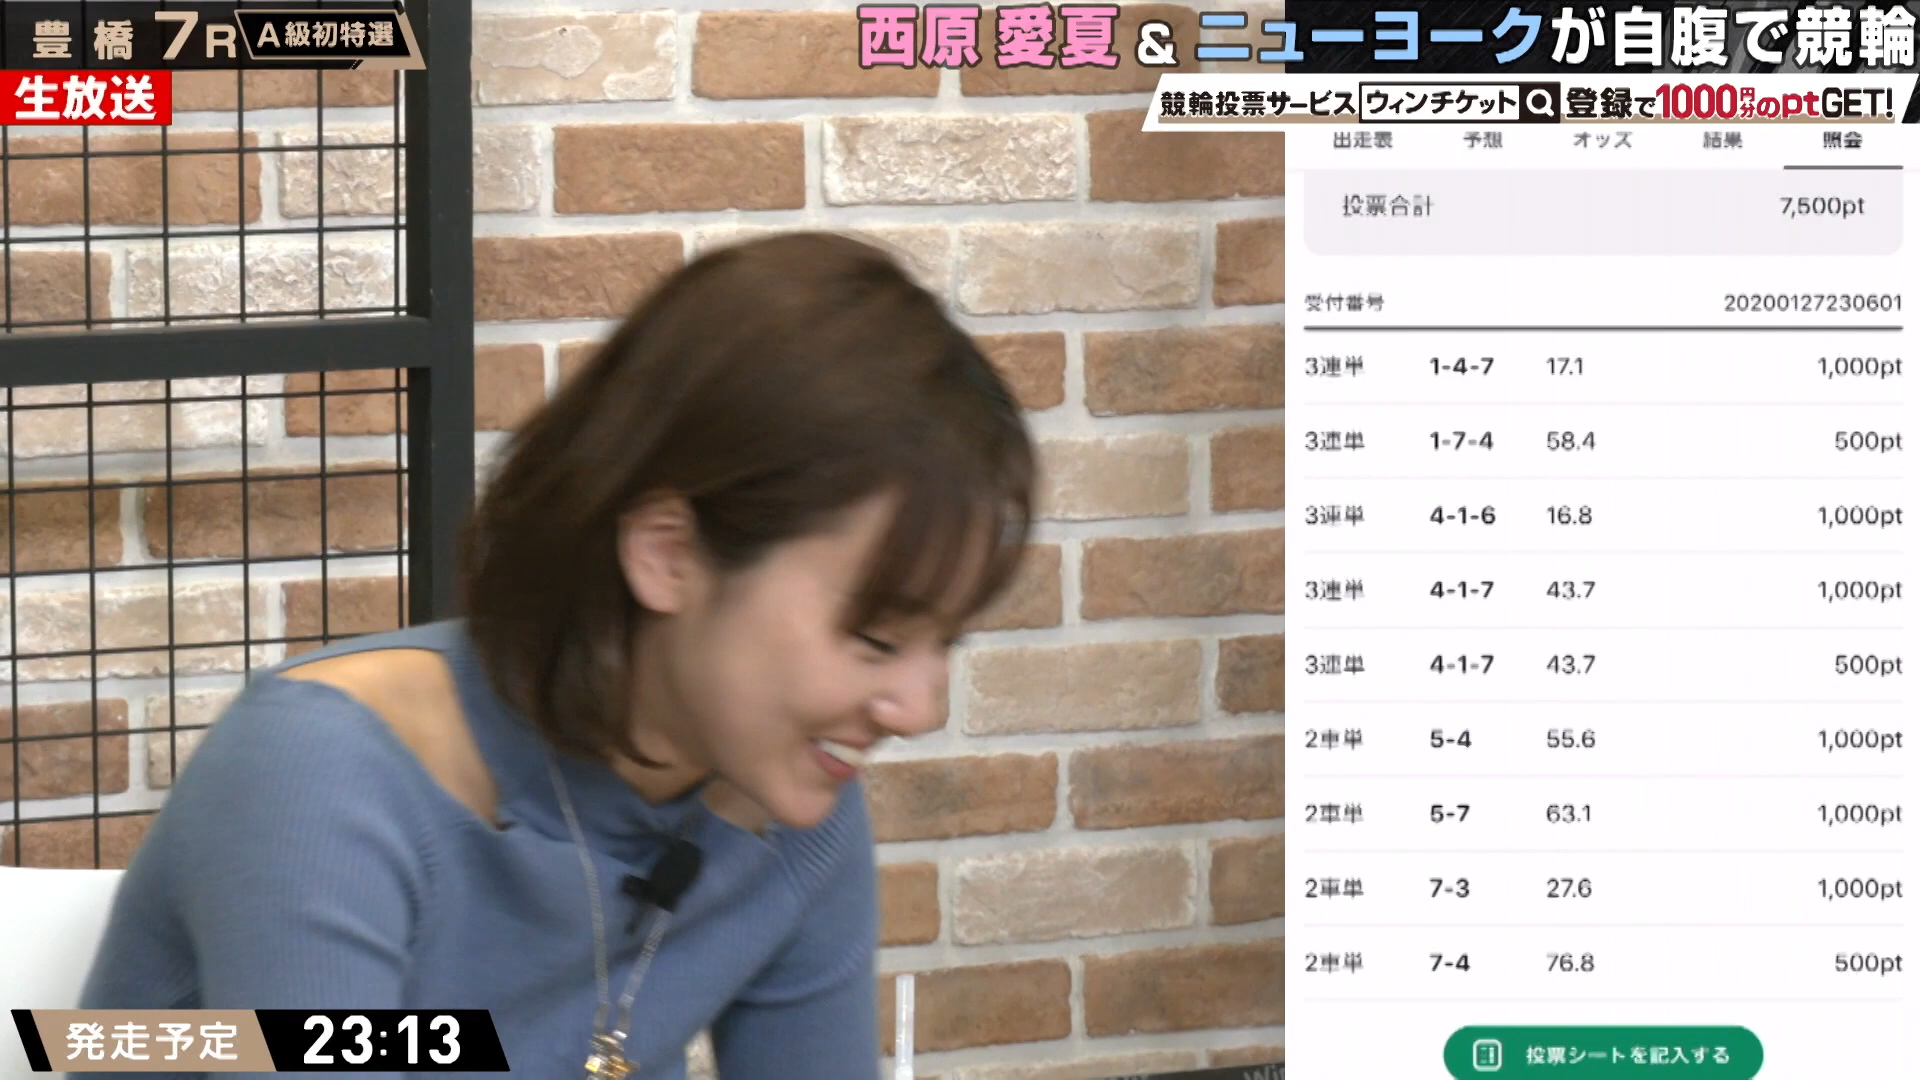 豊橋 7R A級初特選
生放送
西原 愛夏 & ニューヨークが自腹で競輪
競輪投票サービス ウィンチケット 登録で1000円分のptGET!
出走表 予想 オッズ 結果 照会
投票合計 7,500pt
受付番号 20200127230601
3連単 1-4-7 17.1 1,000pt
3連単 1-7-4 58.4 500pt
3連単 4-1-6 16.8 1,000pt
3連単 4-1-7 43.7 1,000pt
3連単 4-1-7 43.7 500pt
2車単 5-4 55.6 1,000pt
2車単 5-7 63.1 1,000pt
2車単 7-3 27.6 1,000pt
2車単 7-4 76.8 500pt
投票シートを記入する
発走予定 23:13